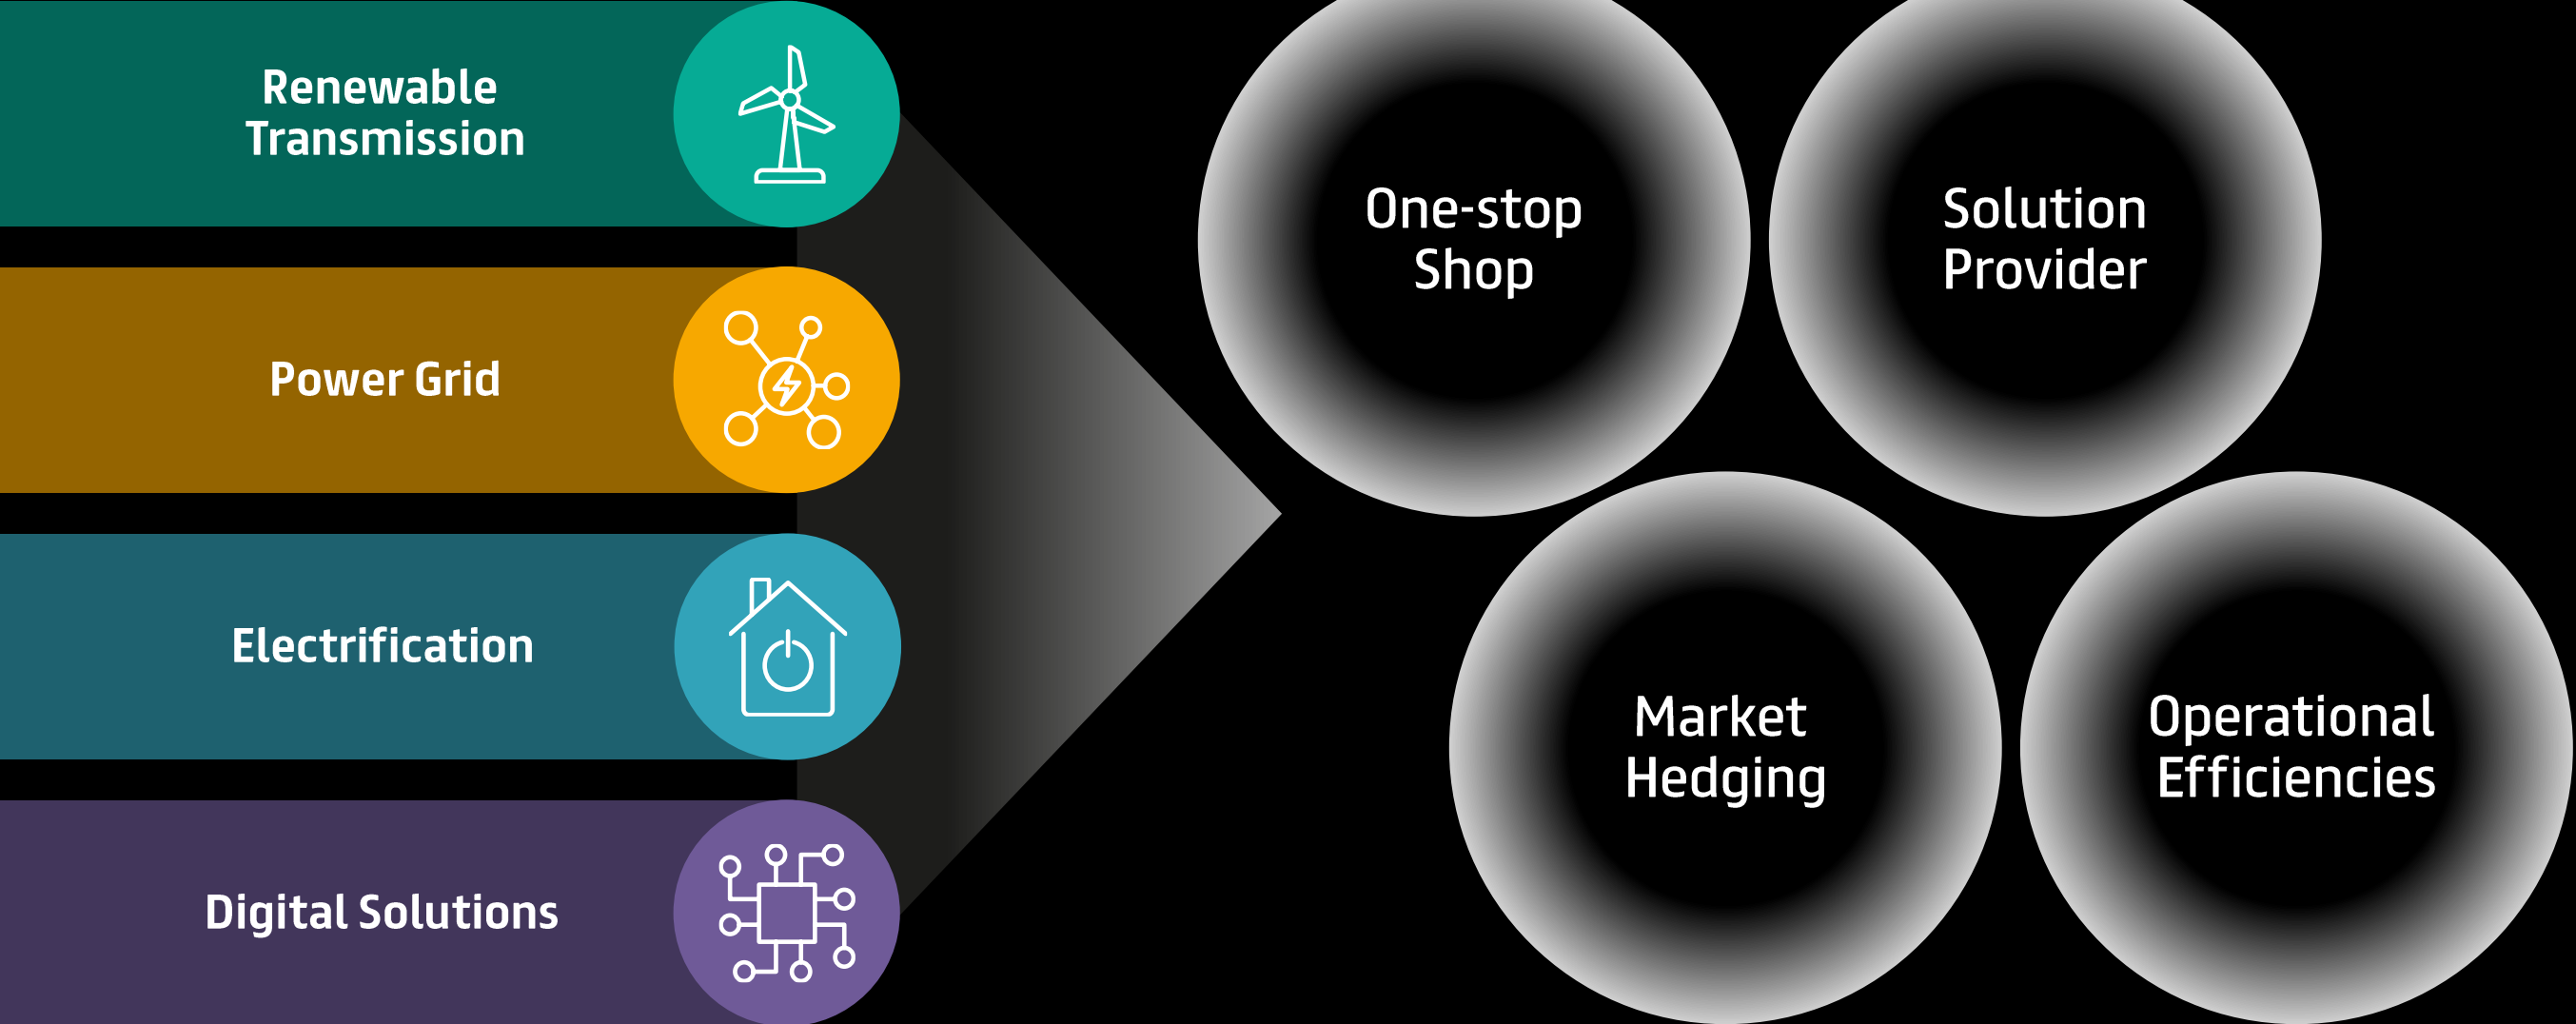 Renewable
Transmission
Power Grid
Electrification
Digital Solutions
One-stop
Shop
Solution
Provider
Market
Hedging
Operational
Efficiencies